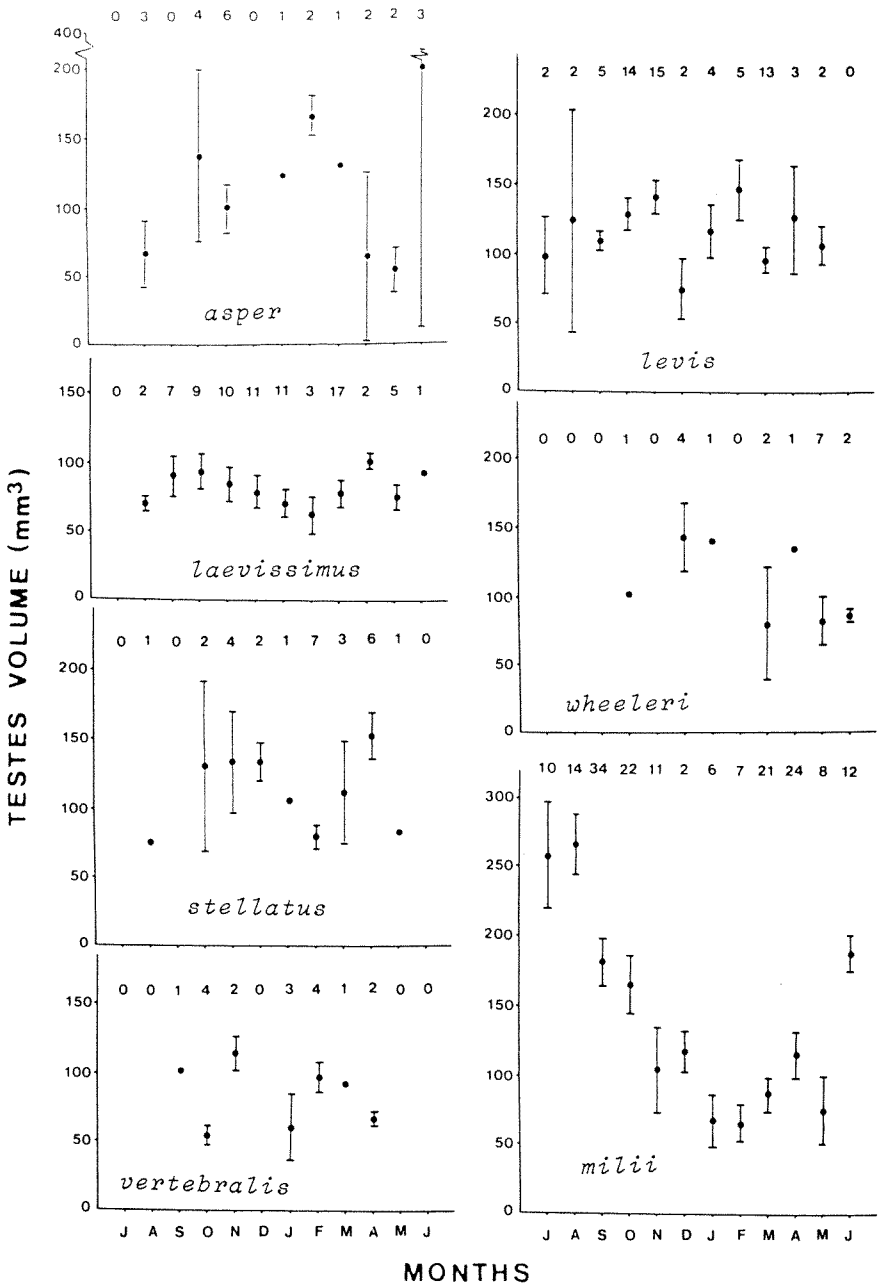 TESTES VOLUME (mm³)
0 3 0 4 6 0 1 2 1 2 2 3
400
200
150
100
50
0
asper
0 2 7 9 10 11 11 3 17 2 5 1
150
100
50
0
laevissimus
0 1 0 2 4 2 1 7 3 6 1 0
200
150
100
50
0
stellatus
0 0 1 4 2 0 3 4 1 2 0 0
150
100
50
0
vertebralis
J A S O N D J F M A M J
2 2 5 14 15 2 4 5 13 3 2 0
200
150
100
50
0
levis
0 0 0 1 0 4 1 0 2 1 7 2
200
150
100
50
0
wheeleri
10 14 34 22 11 2 6 7 21 24 8 12
300
250
200
150
100
50
0
milii
J A S O N D J F M A M J
MONTHS